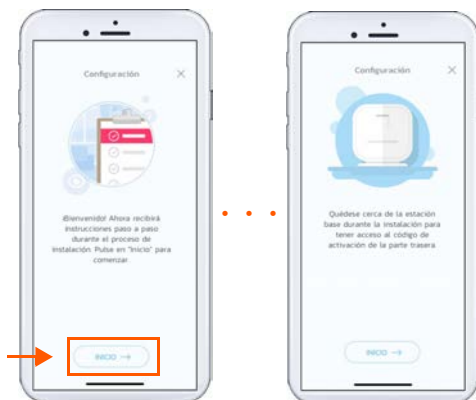 Configuración
¡Bienvenido! Ahora recibirá
instrucciones paso a paso
durante el proceso de
instalación. Pulse en "Inicio" para
comenzar.
INICIO
Configuración
Quédese cerca de la estación
base durante la instalación para
tener acceso al código de
activación de la parte trasera
INICIO